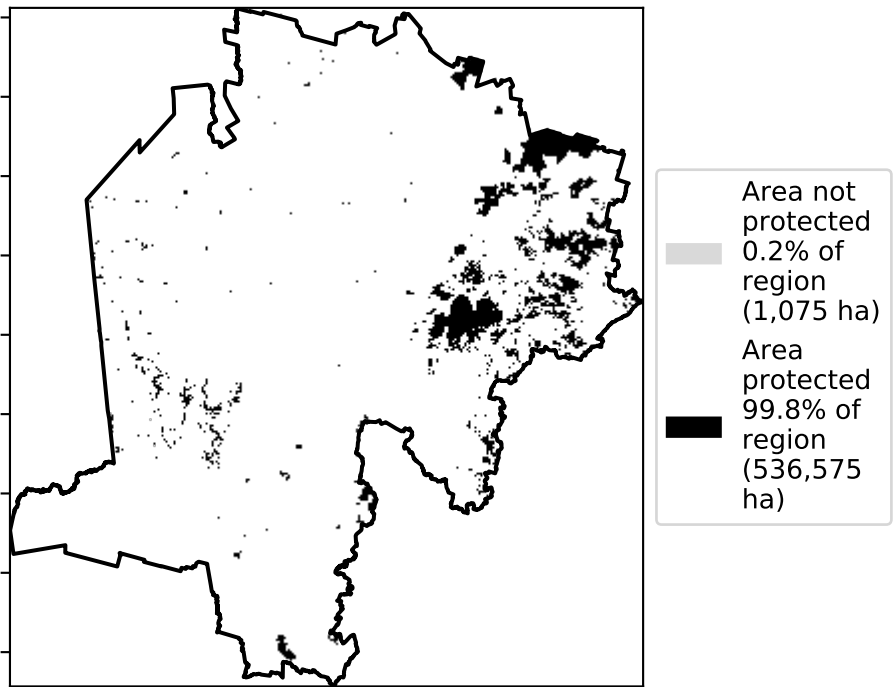 Area not
protected
0.2% of
region
(1,075 ha)
Area
protected
99.8% of
region
(536,575
ha)